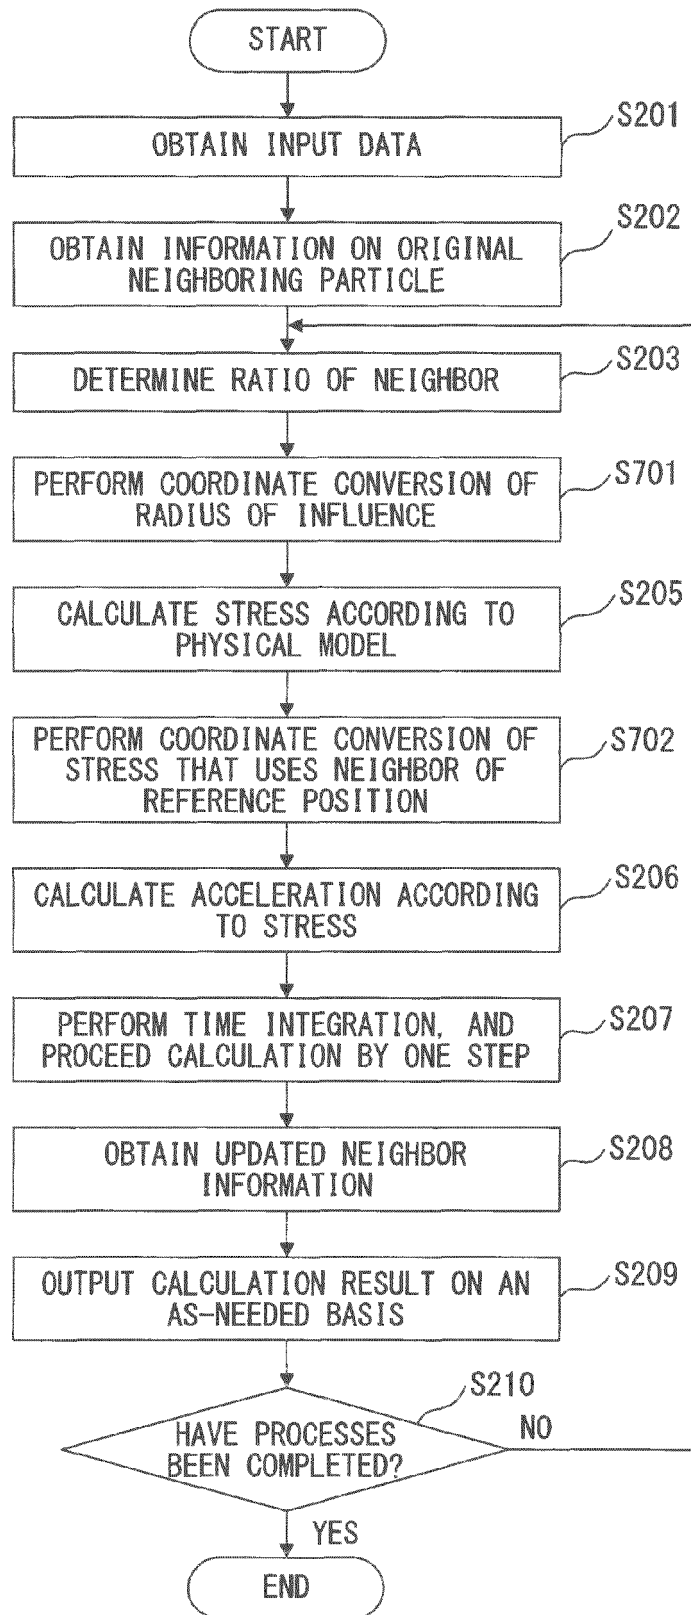 START
S201
OBTAIN INPUT DATA
S202
OBTAIN INFORMATION ON ORIGINAL
NEIGHBORING PARTICLE
S203
DETERMINE RATIO OF NEIGHBOR
S701
PERFORM COORDINATE CONVERSION OF
RADIUS OF INFLUENCE
S205
CALCULATE STRESS ACCORDING TO
PHYSICAL MODEL
S702
PERFORM COORDINATE CONVERSION OF
STRESS THAT USES NEIGHBOR OF
REFERENCE POSITION
S206
CALCULATE ACCELERATION ACCORDING
TO STRESS
S207
PERFORM TIME INTEGRATION, AND
PROCEED CALCULATION BY ONE STEP
S208
OBTAIN UPDATED NEIGHBOR
INFORMATION
S209
OUTPUT CALCULATION RESULT ON AN
AS-NEEDED BASIS
S210
HAVE PROCESSES
BEEN COMPLETED?
NO
YES
END